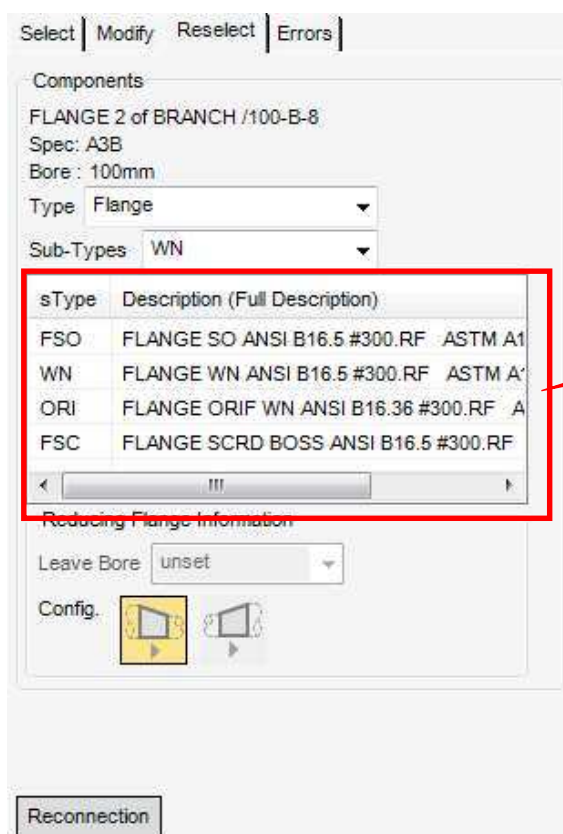 Select Modify Reselect Errors
Components
FLANGE 2 of BRANCH /100-B-8
Spec: A3B
Bore : 100mm
Type Flange
Sub-Types WN
sType Description (Full Description)
FSO FLANGE SO ANSI B16.5 #300.RF ASTM A1
WN FLANGE WN ANSI B16.5 #300.RF ASTM A
ORI FLANGE ORIF WN ANSI B16.36 #300.RF A
FSC FLANGE SCRD BOSS ANSI B16.5 #300.RF
Reducing Flange Information
Leave Bore unset
Config.
Reconnection